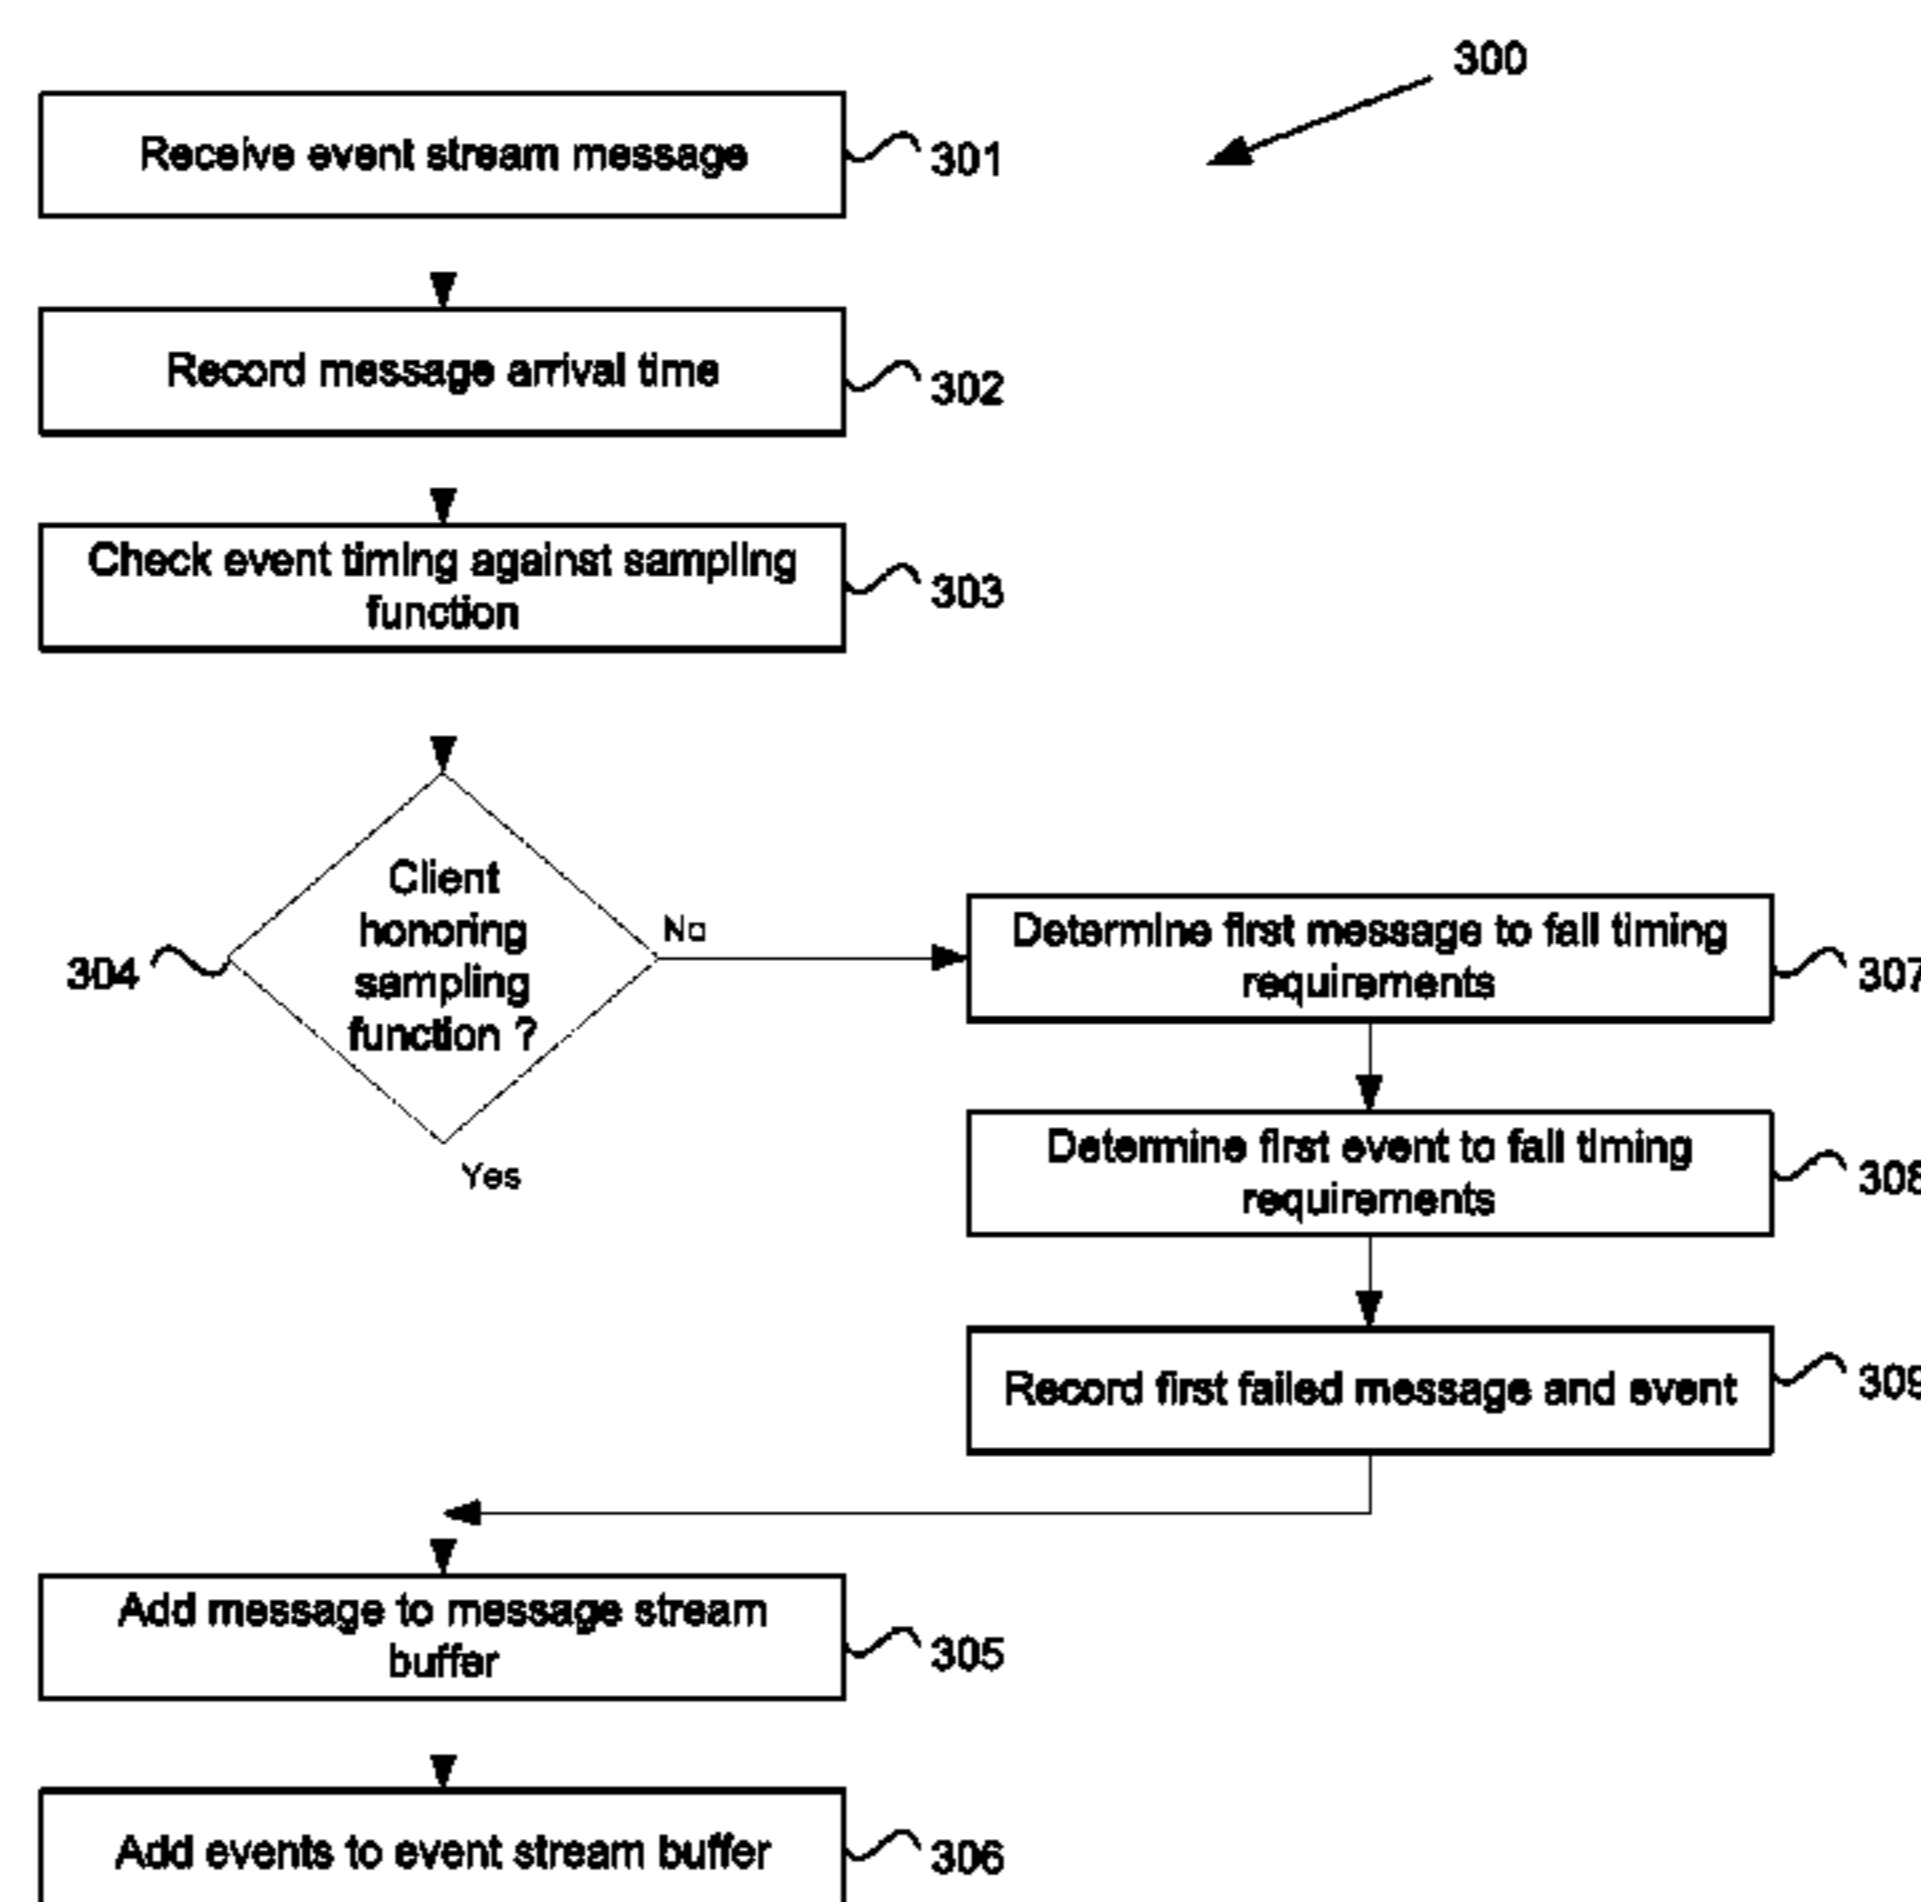 300
Receive event stream message
301
Record message arrival time
302
Check event timing against sampling
function
303
Client
honoring
sampling
function ?
304
No
Yes
Determine first message to fail timing
requirements
307
Determine first event to fail timing
requirements
308
Record first failed message and event
309
Add message to message stream
buffer
305
Add events to event stream buffer
306